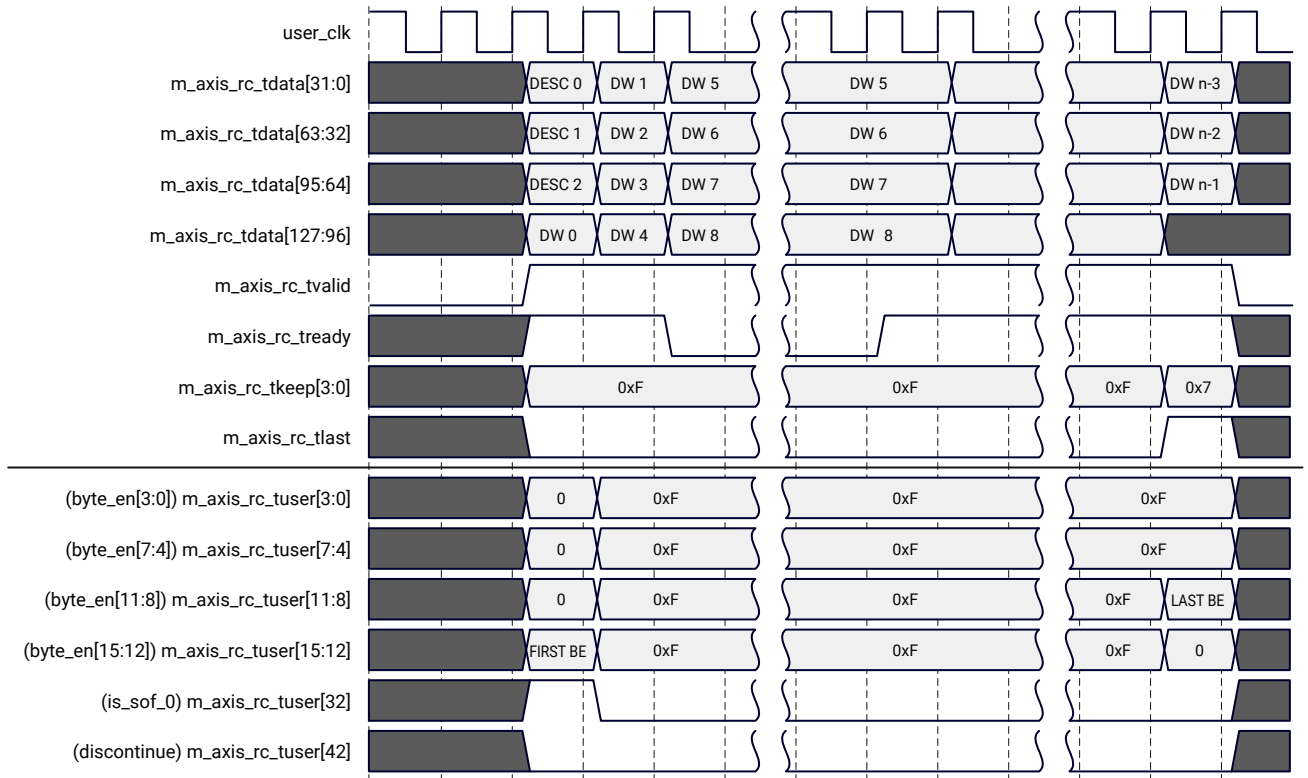 user_clk
m_axis_rc_tdata[31:0] DESC 0 DW 1 DW 5 DW 5 DW n-3
m_axis_rc_tdata[63:32] DESC 1 DW 2 DW 6 DW 6 DW n-2
m_axis_rc_tdata[95:64] DESC 2 DW 3 DW 7 DW 7 DW n-1
m_axis_rc_tdata[127:96] DW 0 DW 4 DW 8 DW 8
m_axis_rc_tvalid
m_axis_rc_tready
m_axis_rc_tkeep[3:0] 0xF 0xF 0xF 0x7
m_axis_rc_tlast
(byte_en[3:0]) m_axis_rc_tuser[3:0] 0 0xF 0xF 0xF
(byte_en[7:4]) m_axis_rc_tuser[7:4] 0 0xF 0xF 0xF
(byte_en[11:8]) m_axis_rc_tuser[11:8] 0 0xF 0xF 0xF LAST BE
(byte_en[15:12]) m_axis_rc_tuser[15:12] FIRST BE 0xF 0xF 0xF 0
(is_sof_0) m_axis_rc_tuser[32]
(discontinue) m_axis_rc_tuser[42]